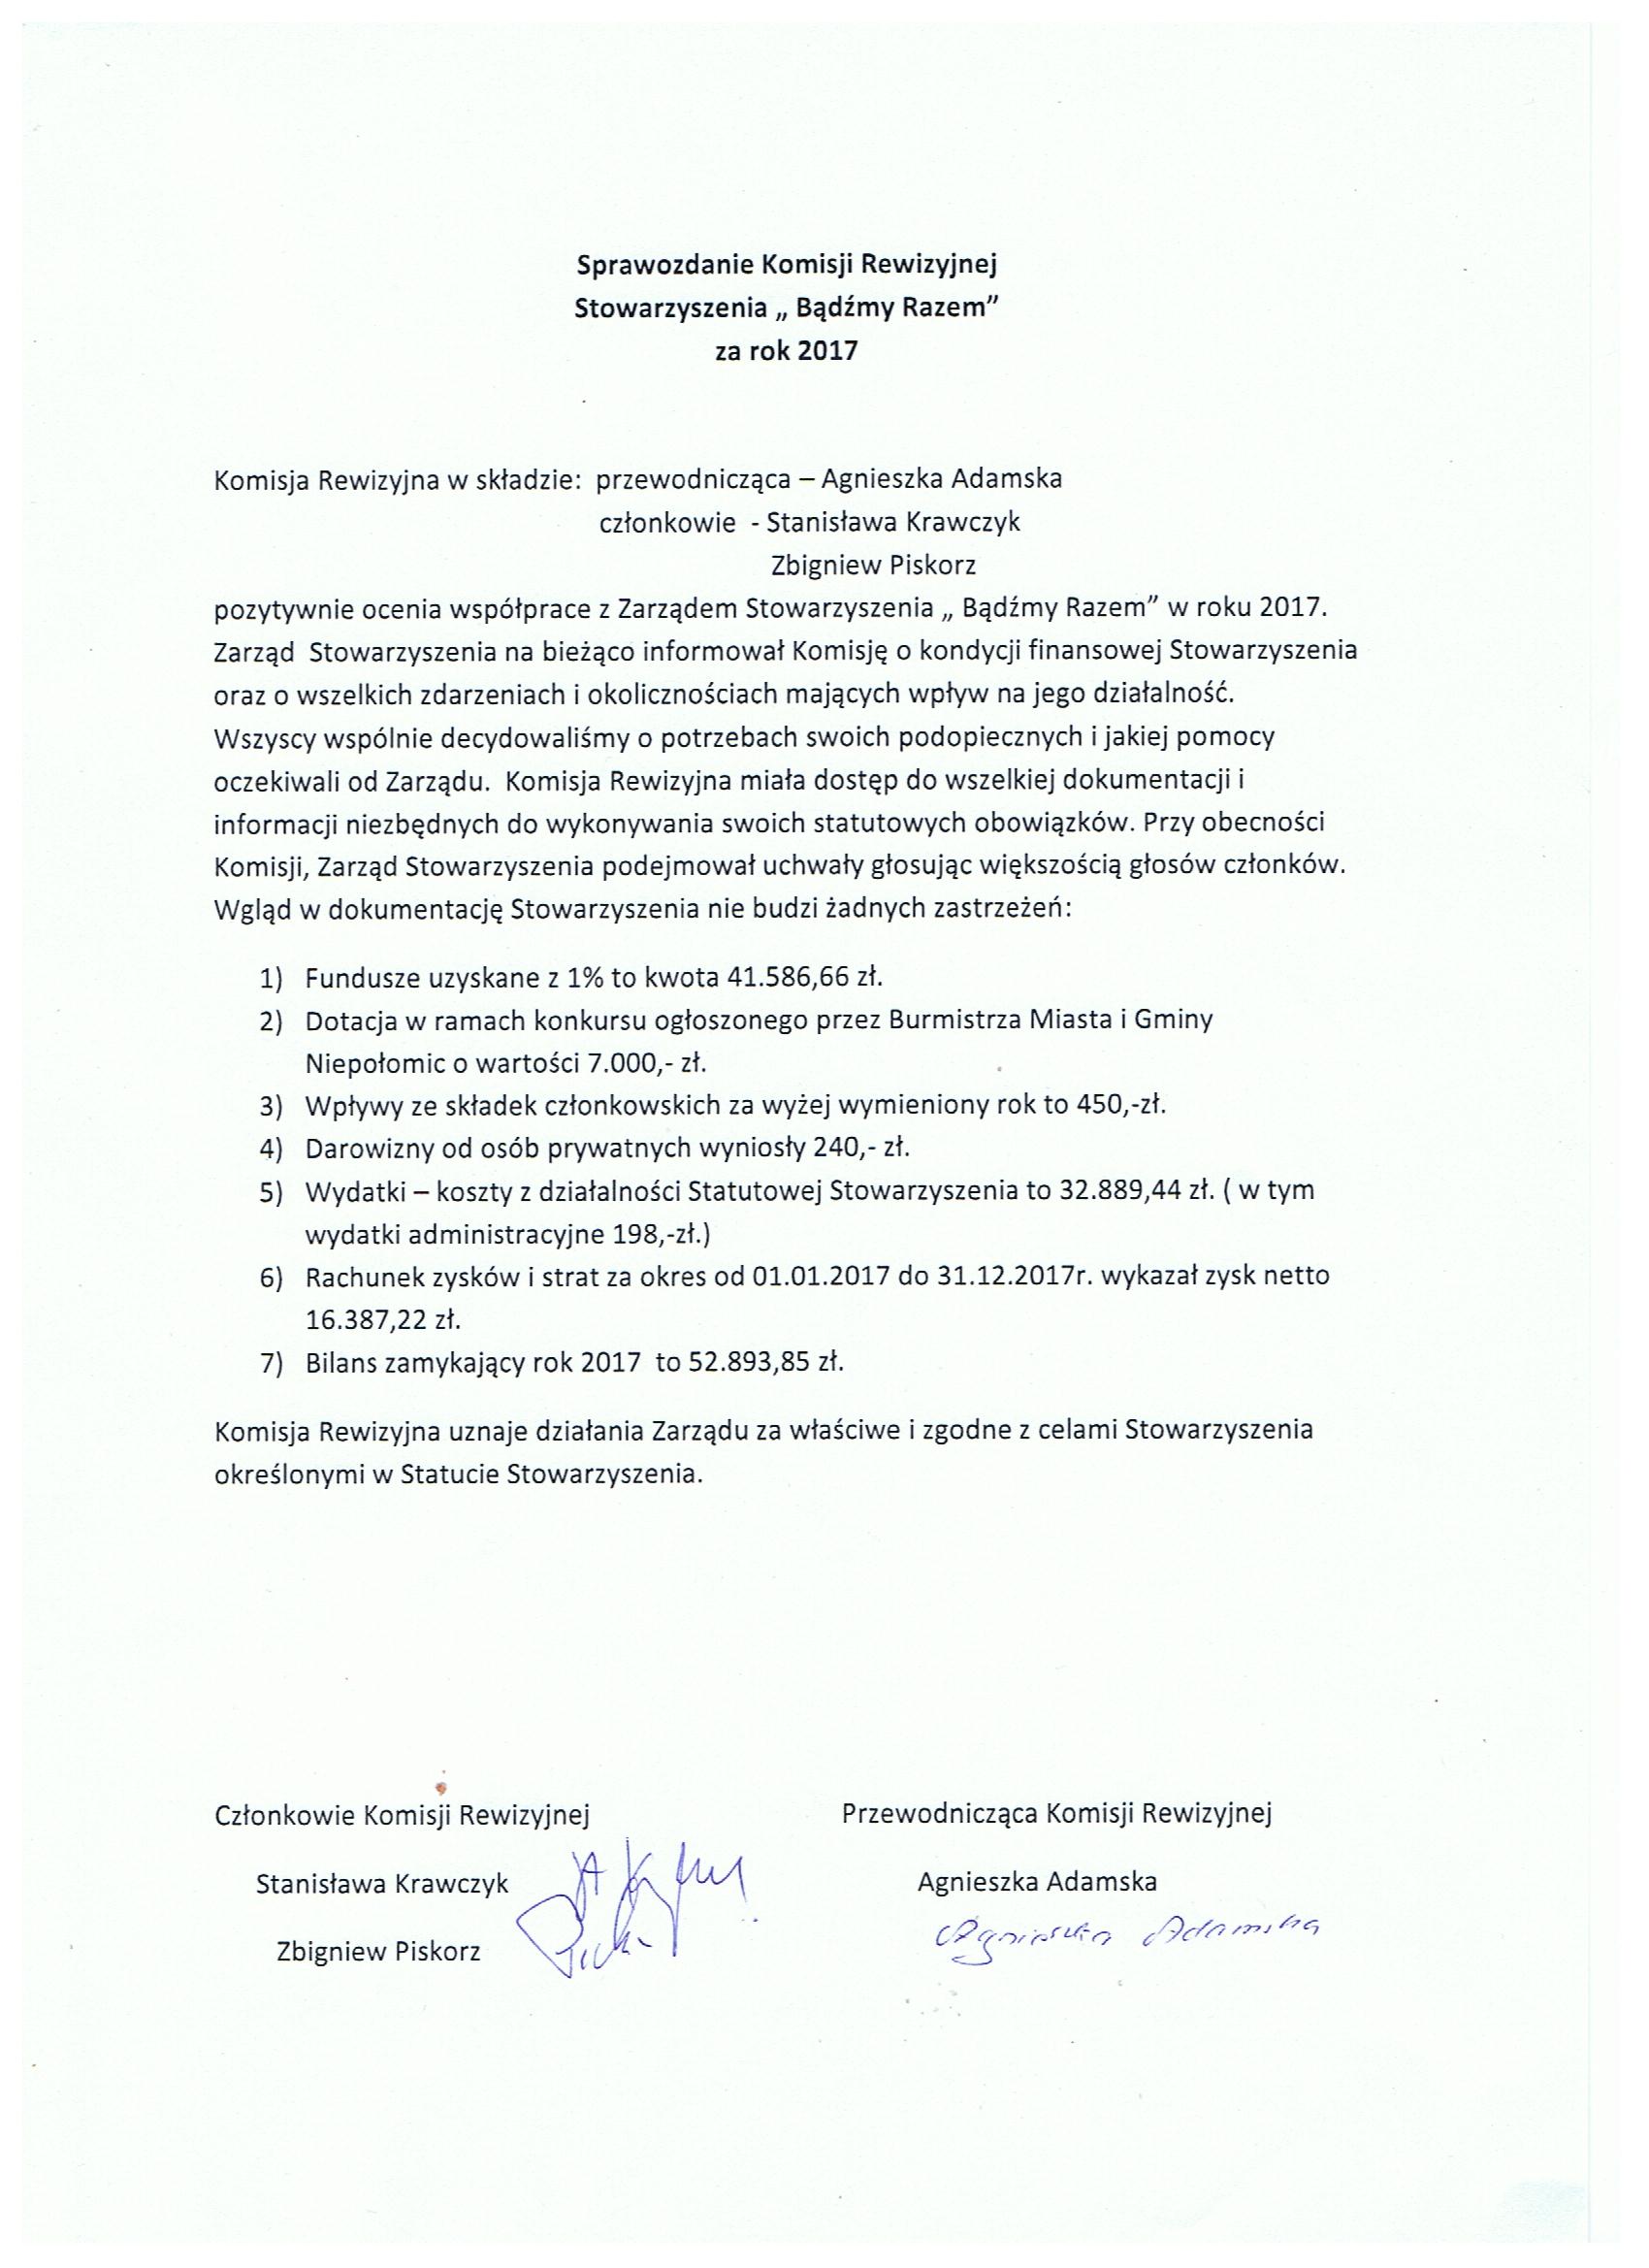 Sprawozdanie Komisji Rewizyjnej
Stowarzyszenia „ Bądźmy Razem”
za rok 2017
Komisja Rewizyjna w składzie: przewodnicząca – Agnieszka Adamska
członkowie - Stanisława Krawczyk
Zbigniew Piskorz
pozytywnie ocenia współprace z Zarządem Stowarzyszenia „ Bądźmy Razem” w roku 2017.
Zarząd Stowarzyszenia na bieżąco informował Komisję o kondycji finansowej Stowarzyszenia
oraz o wszelkich zdarzeniach i okolicznościach mających wpływ na jego działalność.
Wszyscy wspólnie decydowaliśmy o potrzebach swoich podopiecznych i jakiej pomocy
oczekiwali od Zarządu. Komisja Rewizyjna miała dostęp do wszelkiej dokumentacji i
informacji niezbędnych do wykonywania swoich statutowych obowiązków. Przy obecności
Komisji, Zarząd Stowarzyszenia podejmował uchwały głosując większością głosów członków.
Wgląd w dokumentację Stowarzyszenia nie budzi żadnych zastrzeżeń:
1) Fundusze uzyskane z 1% to kwota 41.586,66 zł.
2) Dotacja w ramach konkursu ogłoszonego przez Burmistrza Miasta i Gminy
Niepołomic o wartości 7.000,- zł.
3) Wpływy ze składek członkowskich za wyżej wymieniony rok to 450,-zł.
4) Darowizny od osób prywatnych wyniosły 240,- zł.
5) Wydatki – koszty z działalności Statutowej Stowarzyszenia to 32.889,44 zł. ( w tym
wydatki administracyjne 198,-zł.)
6) Rachunek zysków i strat za okres od 01.01.2017 do 31.12.2017r. wykazał zysk netto
16.387,22 zł.
7) Bilans zamykający rok 2017 to 52.893,85 zł.
Komisja Rewizyjna uznaje działania Zarządu za właściwe i zgodne z celami Stowarzyszenia
określonymi w Statucie Stowarzyszenia.
Członkowie Komisji Rewizyjnej
Przewodnicząca Komisji Rewizyjnej
Stanisława Krawczyk
Agnieszka Adamska
Agnieszka Adamska
Zbigniew Piskorz